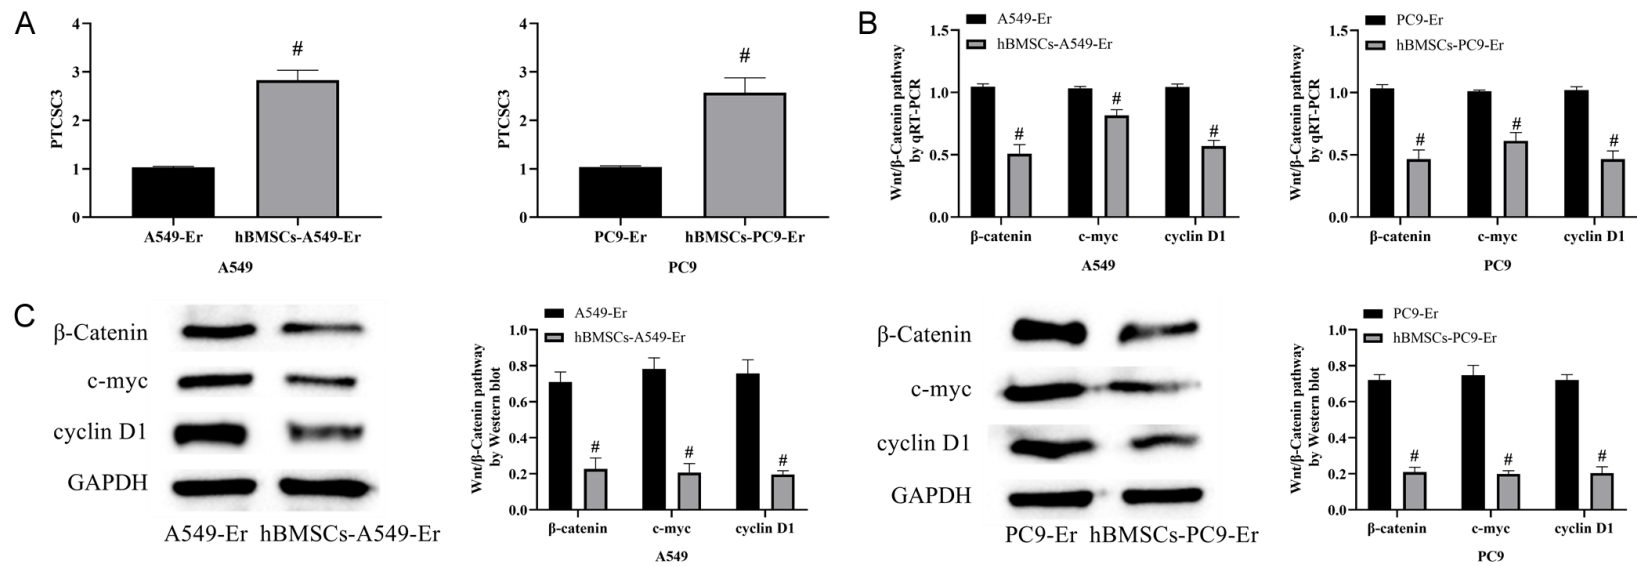 A
4
3
2
1
0
PTCSC3
#
A549-Er hBMSCs-A549-Er
A549
4
3
2
1
0
PTCSC3
#
PC9-Er hBMSCs-PC9-Er
PC9
B
A549-Er
hBMSCs-A549-Er
1.5
1.0
0.5
0.0
Wnt/β-Catenin pathway
by qRT-PCR
# # #
β-catenin c-myc cyclin D1
A549
PC9-Er
hBMSCs-PC9-Er
1.5
1.0
0.5
0.0
Wnt/β-Catenin pathway
by qRT-PCR
# # #
β-catenin c-myc cyclin D1
PC9
C
β-Catenin
c-myc
cyclin D1
GAPDH
A549-Er hBMSCs-A549-Er
A549-Er
hBMSCs-A549-Er
1.0
0.8
0.6
0.4
0.2
0.0
Wnt/β-Catenin pathway
by Western blot
# # #
β-catenin c-myc cyclin D1
A549
β-Catenin
c-myc
cyclin D1
GAPDH
PC9-Er hBMSCs-PC9-Er
PC9-Er
hBMSCs-PC9-Er
1.0
0.8
0.6
0.4
0.2
0.0
Wnt/β-Catenin pathway
by Western blot
# # #
β-catenin c-myc cyclin D1
PC9